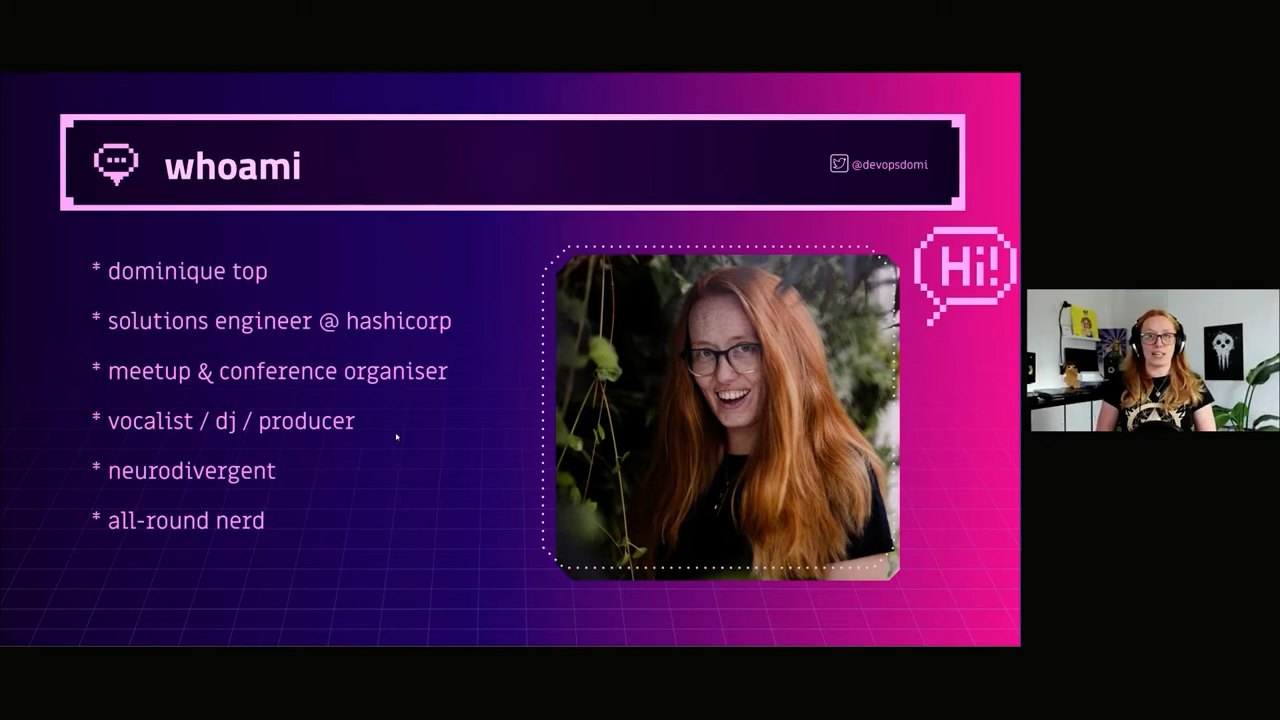 whoami
@devopsdomi
Hi!
* dominique top
* solutions engineer @ hashicorp
* meetup & conference organiser
* vocalist / dj / producer
* neurodivergent
* all-round nerd